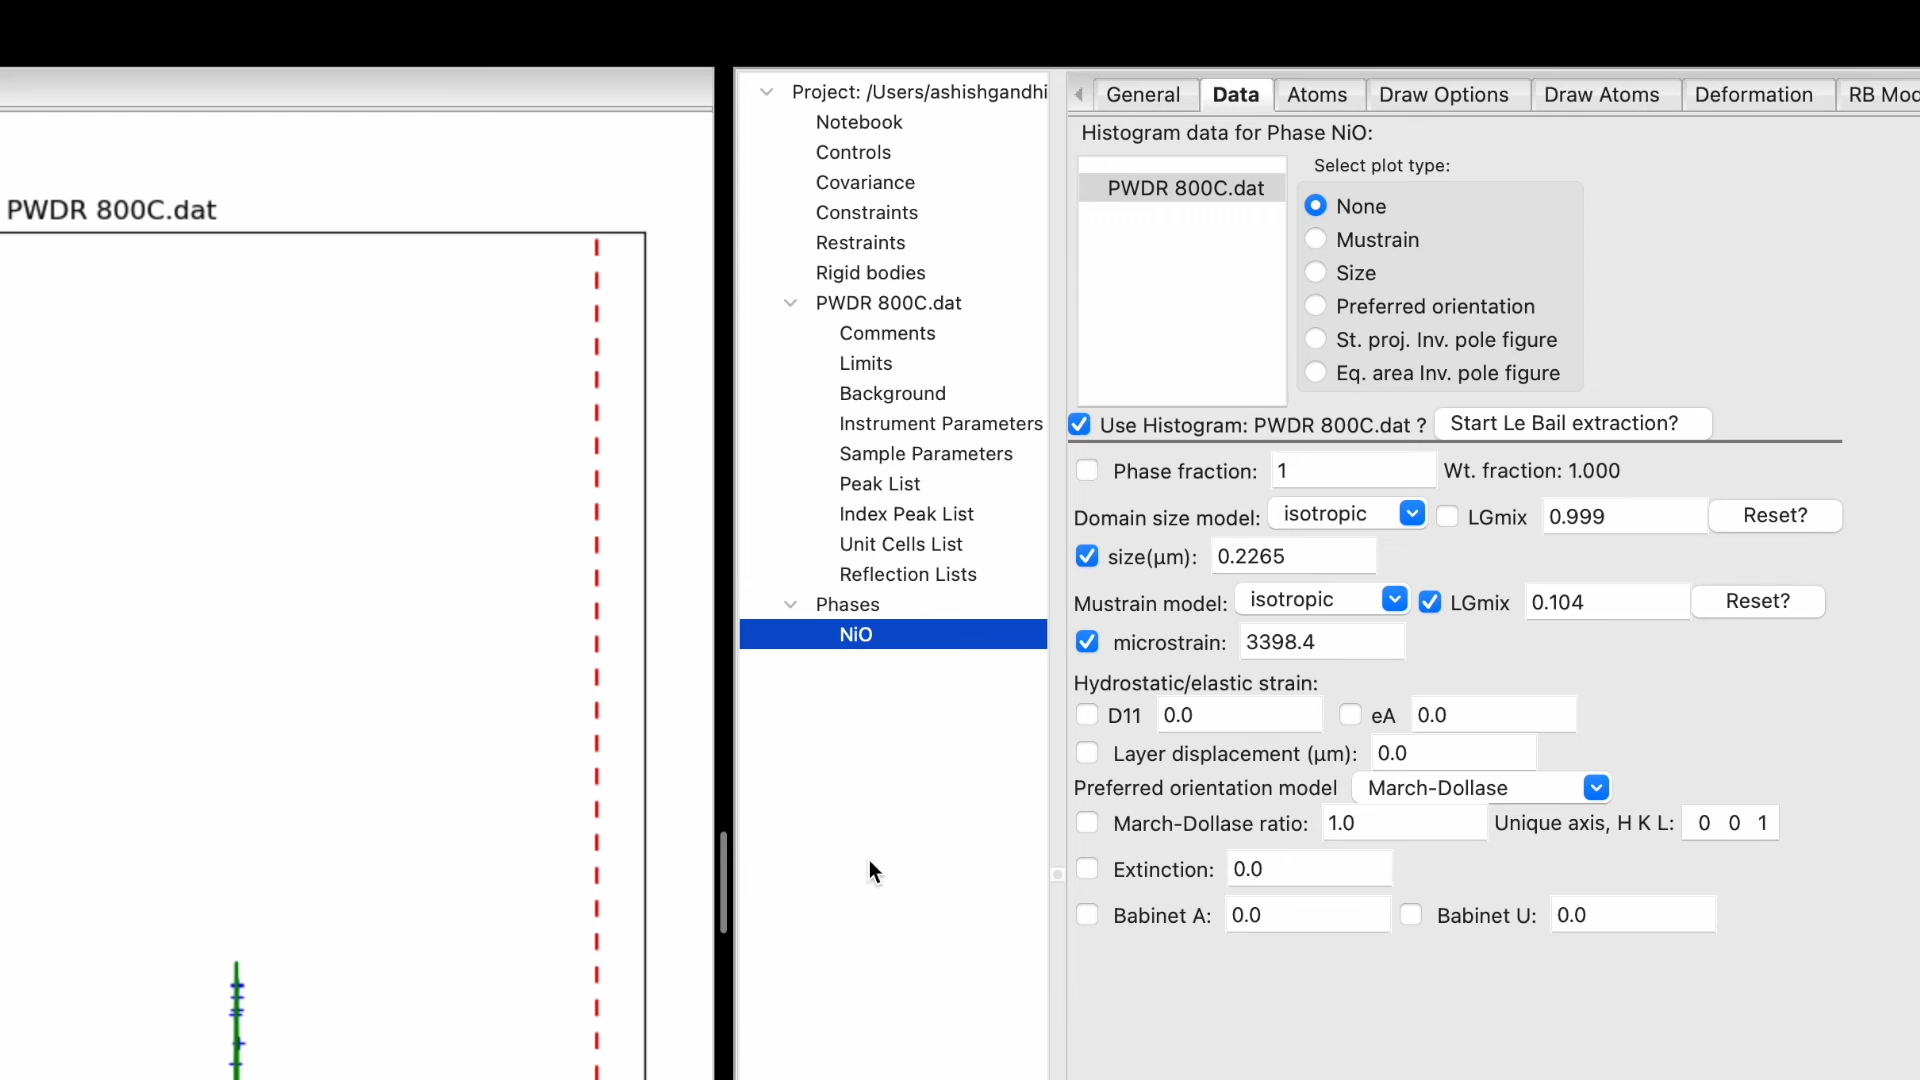 PWDR 800C.dat
Project: /Users/ashishgandhi
Notebook
Controls
Covariance
Constraints
Restraints
Rigid bodies
PWDR 800C.dat
Comments
Limits
Background
Instrument Parameters
Sample Parameters
Peak List
Index Peak List
Unit Cells List
Reflection Lists
Phases
NiO
General Data Atoms Draw Options Draw Atoms Deformation RB Mod
Histogram data for Phase NiO:
PWDR 800C.dat
Select plot type:
None
Mustrain
Size
Preferred orientation
St. proj. Inv. pole figure
Eq. area Inv. pole figure
Use Histogram: PWDR 800C.dat ? Start Le Bail extraction?
Phase fraction: 1 Wt. fraction: 1.000
Domain size model: isotropic LGmix 0.999 Reset?
size(μm): 0.2265
Mustrain model: isotropic LGmix 0.104 Reset?
microstrain: 3398.4
Hydrostatic/elastic strain:
D11 0.0 eA 0.0
Layer displacement (μm): 0.0
Preferred orientation model March-Dollase
March-Dollase ratio: 1.0 Unique axis, H K L: 0 0 1
Extinction: 0.0
Babinet A: 0.0 Babinet U: 0.0